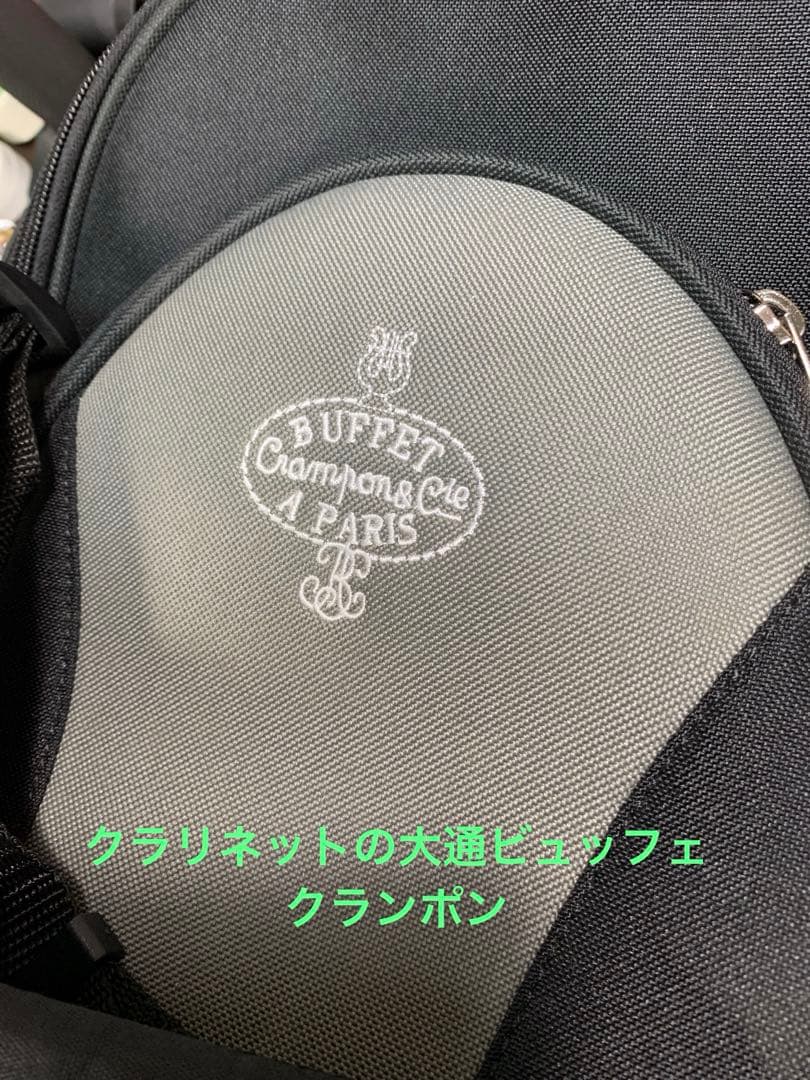 BUFFET
Crampon & Cie
A PARIS
BC
クラリネットの大通ビュッフェ
クランポン